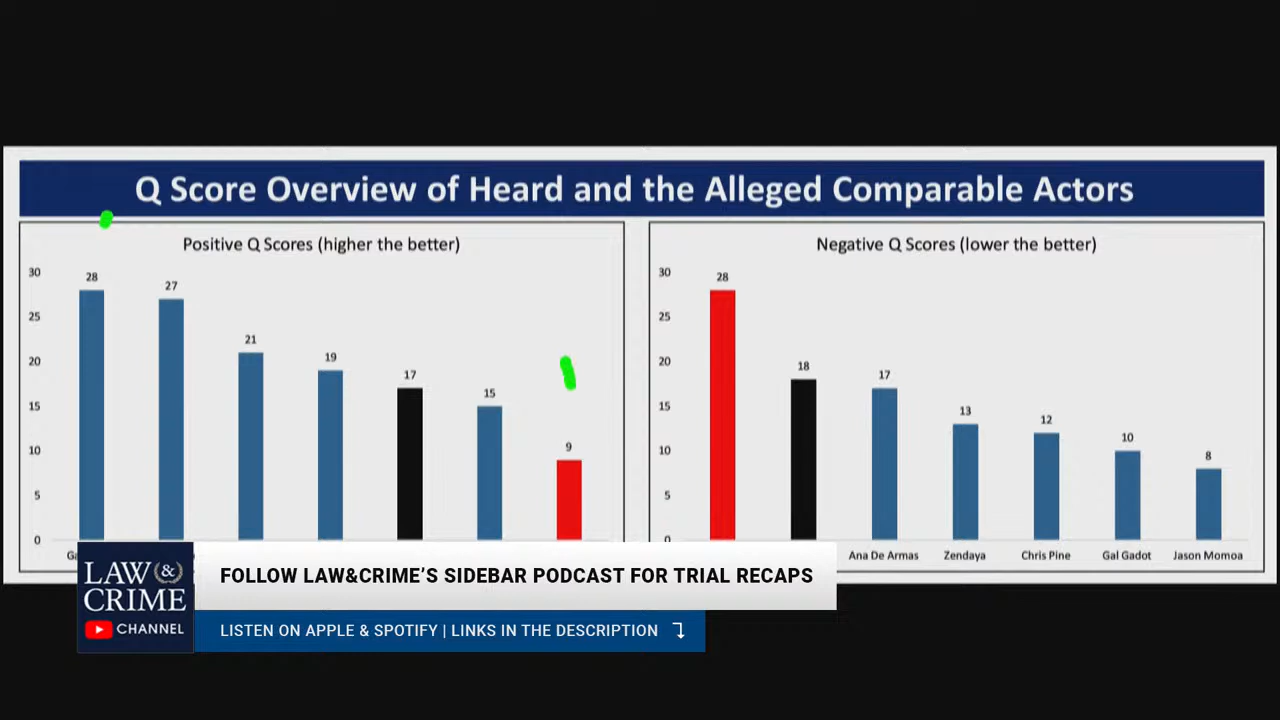 Q Score Overview of Heard and the Alleged Comparable Actors
Positive Q Scores (higher the better)
30
25
20
15
10
5
0
28
27
21
19
17
15
9
Negative Q Scores (lower the better)
30
25
20
15
10
5
0
28
18
17
13
12
10
8
Ana De Armas
Zendaya
Chris Pine
Gal Gadot
Jason Momoa
LAW &
CRIME
CHANNEL
FOLLOW LAW&CRIME'S SIDEBAR PODCAST FOR TRIAL RECAPS
LISTEN ON APPLE & SPOTIFY | LINKS IN THE DESCRIPTION